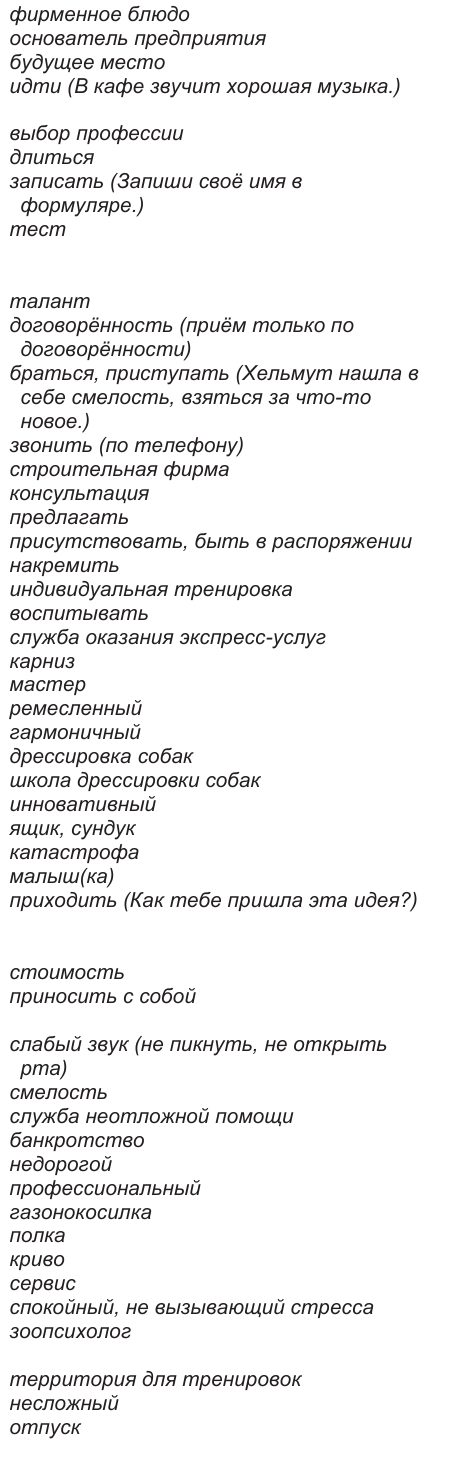 фирменное блюдо
основатель предприятия
будущее место
идти (В кафе звучит хорошая музыка.)
выбор профессии
длиться
записать (Запиши своё имя в
формуляре.)
тест
талант
договорённость (приём только по
договорённости)
браться, приступать (Хельмут нашла в
себе смелость, взяться за что-то
новое.)
звонить (по телефону)
строительная фирма
консультация
предлагать
присутствовать, быть в распоряжении
накремить
индивидуальная тренировка
воспитывать
служба оказания экспресс-услуг
карниз
мастер
ремесленный
гармоничный
дрессировка собак
школа дрессировки собак
инновативный
ящик, сундук
катастрофа
малыш(ка)
приходить (Как тебе пришла эта идея?)
стоимость
приносить с собой
слабый звук (не пикнуть, не открыть
рта)
смелость
служба неотложной помощи
банкротство
недорогой
профессиональный
газонокосилка
полка
криво
сервис
спокойный, не вызывающий стресса
зоопсихолог
территория для тренировок
несложный
отпуск